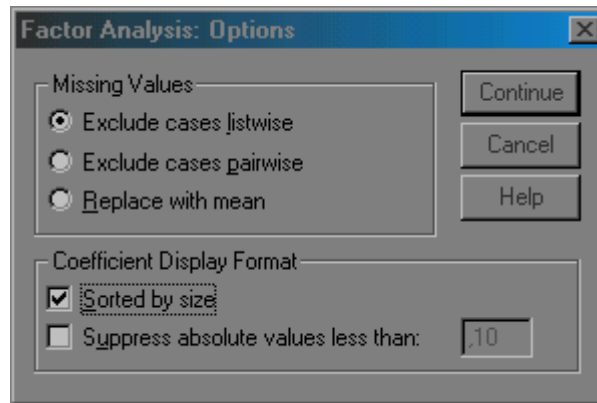 Factor Analysis: Options
Missing Values
Exclude cases listwise
Exclude cases pairwise
Replace with mean
Continue
Cancel
Help
Coefficient Display Format
Sorted by size
Suppress absolute values less than: ,10